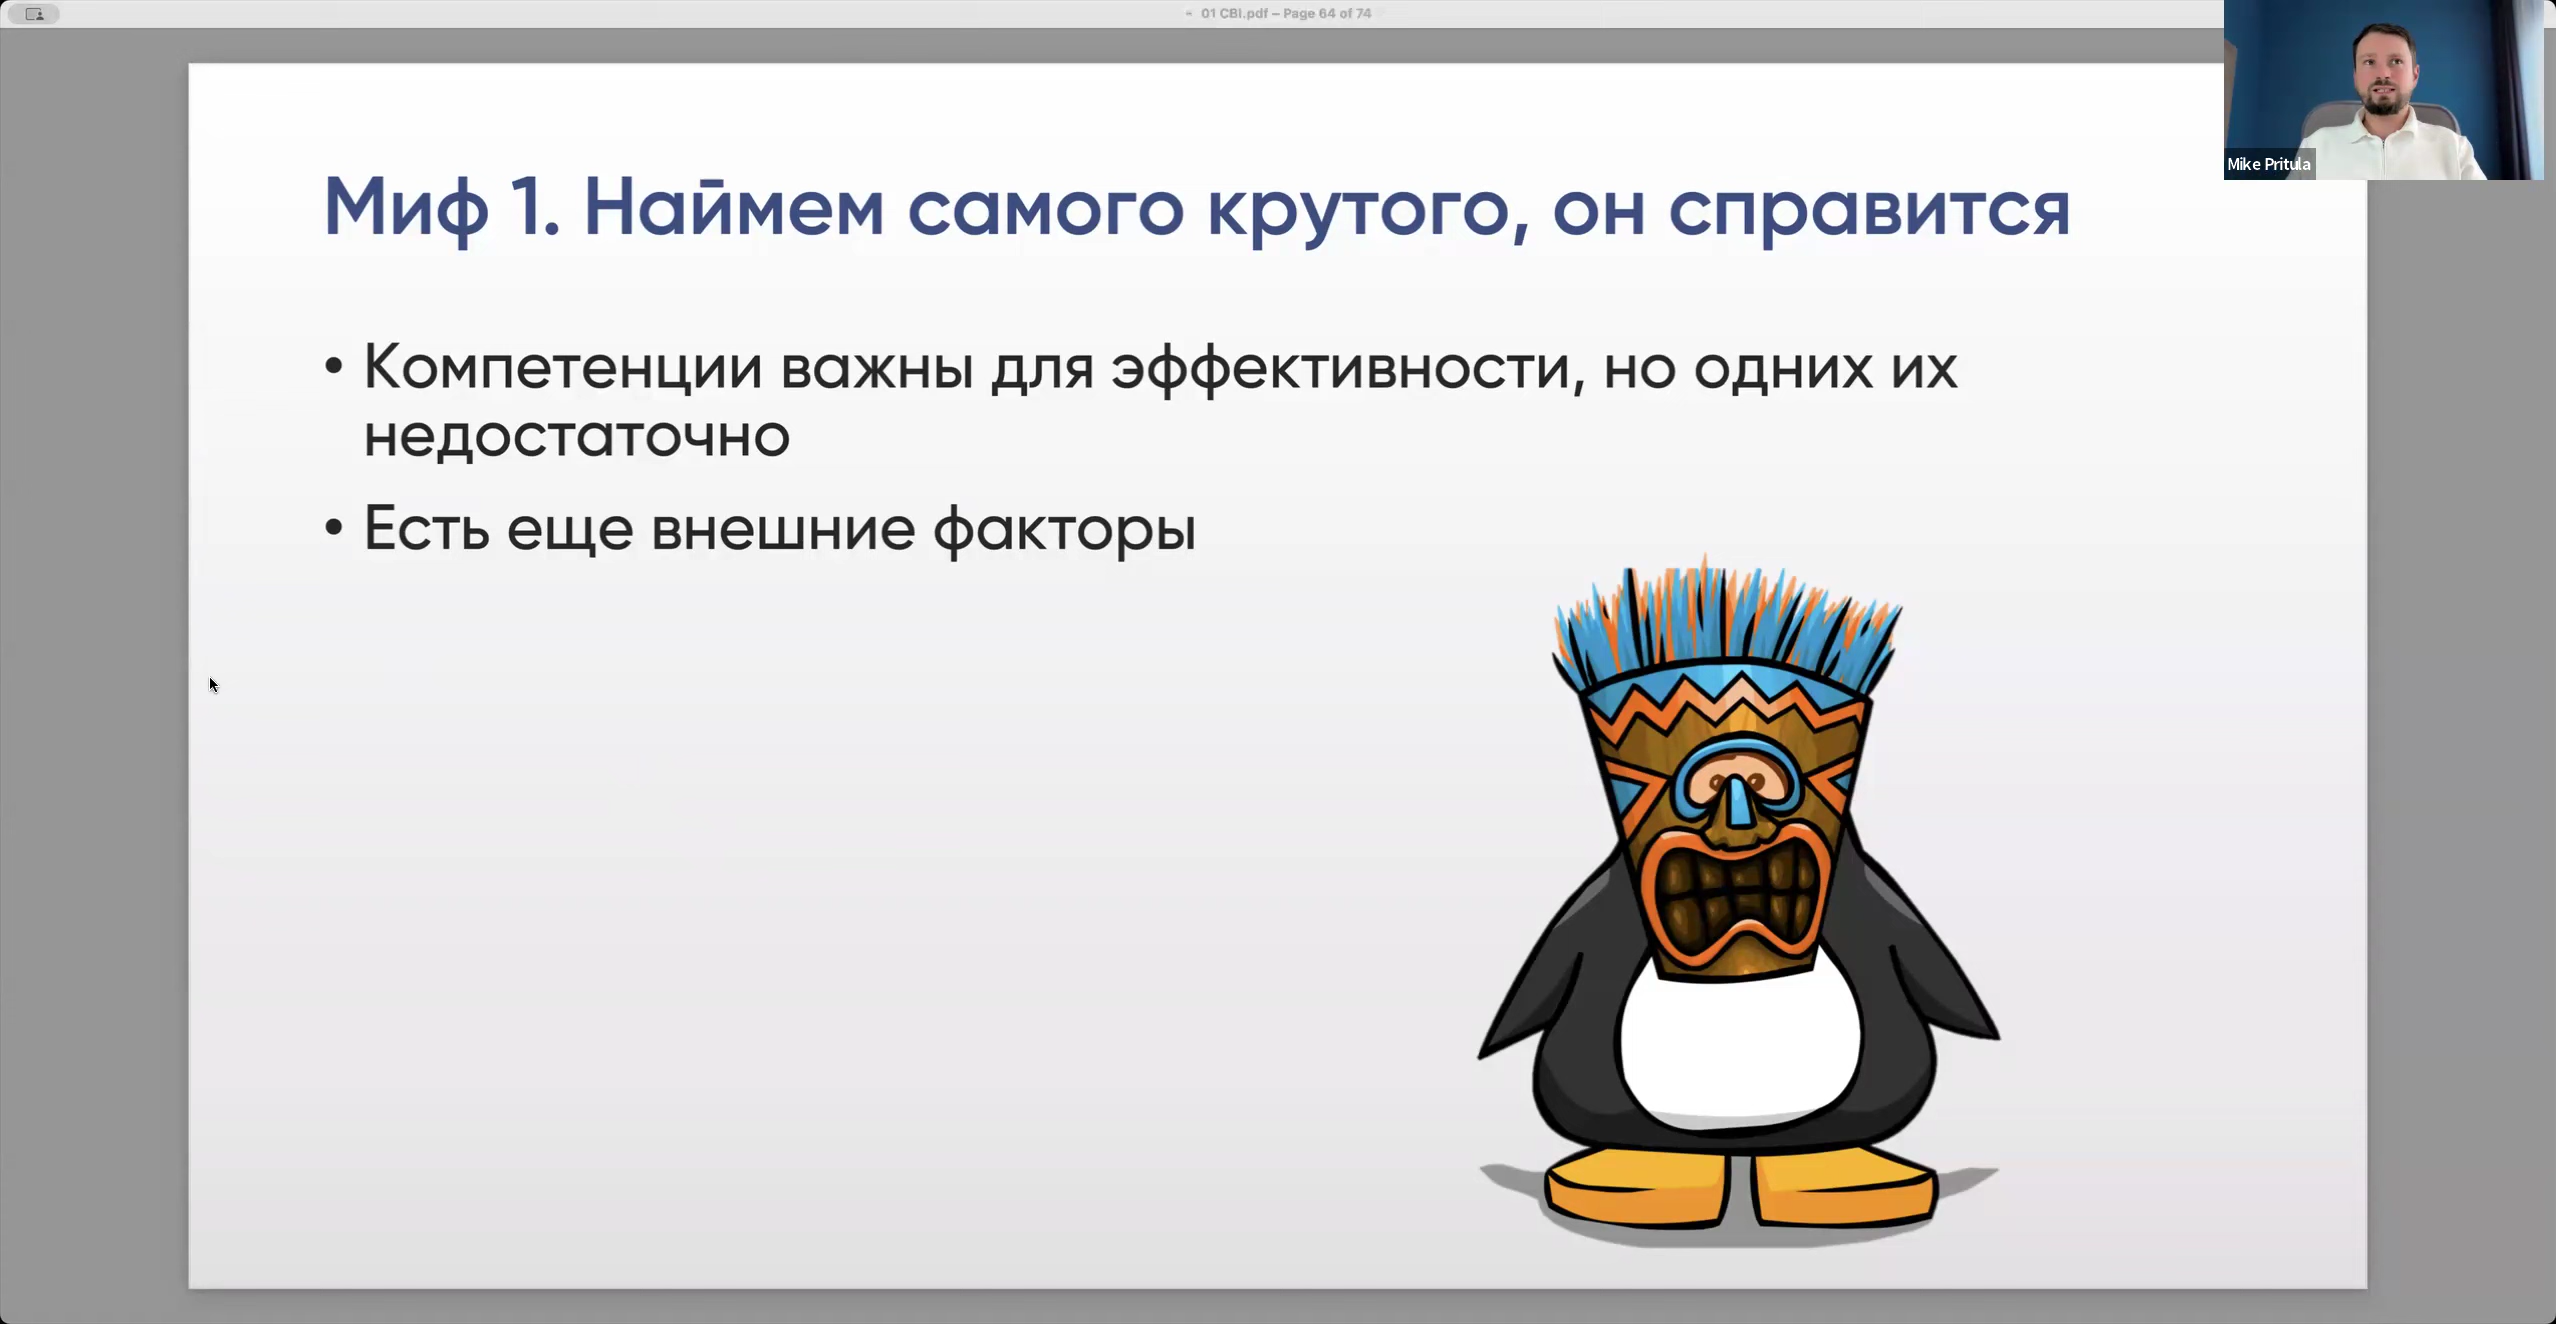 01 CBI.pdf – Page 64 of 74
Mike Pritula
Миф 1. Наймем самого крутого, он справится
• Компетенции важны для эффективности, но одних их
недостаточно
• Есть еще внешние факторы